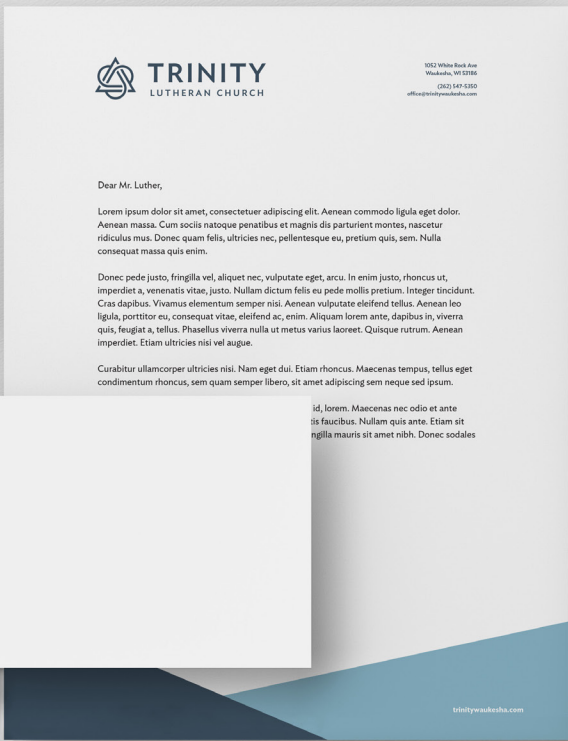 TRINITY
LUTHERAN CHURCH
1052 White Rock Ave
Waukesha, WI 53186
(262) 547-5350
office@trinitywaukesha.com
Dear Mr. Luther,
Lorem ipsum dolor sit amet, consectetuer adipiscing elit. Aenean commodo ligula eget dolor.
Aenean massa. Cum sociis natoque penatibus et magnis dis parturient montes, nascetur
ridiculus mus. Donec quam felis, ultricies nec, pellentesque eu, pretium quis, sem. Nulla
consequat massa quis enim.
Donec pede justo, fringilla vel, aliquet nec, vulputate eget, arcu. In enim justo, rhoncus ut,
imperdiet a, venenatis vitae, justo. Nullam dictum felis eu pede mollis pretium. Integer tincidunt.
Cras dapibus. Vivamus elementum semper nisi. Aenean vulputate eleifend tellus. Aenean leo
ligula, porttitor eu, consequat vitae, eleifend ac, enim. Aliquam lorem ante, dapibus in, viverra
quis, feugiat a, tellus. Phasellus viverra nulla ut metus varius laoreet. Quisque rutrum. Aenean
imperdiet. Etiam ultricies nisi vel augue.
Curabitur ullamcorper ultricies nisi. Nam eget dui. Etiam rhoncus. Maecenas tempus, tellus eget
condimentum rhoncus, sem quam semper libero, sit amet adipiscing sem neque sed ipsum.
id, lorem. Maecenas nec odio et ante
tis faucibus. Nullam quis ante. Etiam sit
ngilla mauris sit amet nibh. Donec sodales
trinitywaukesha.com